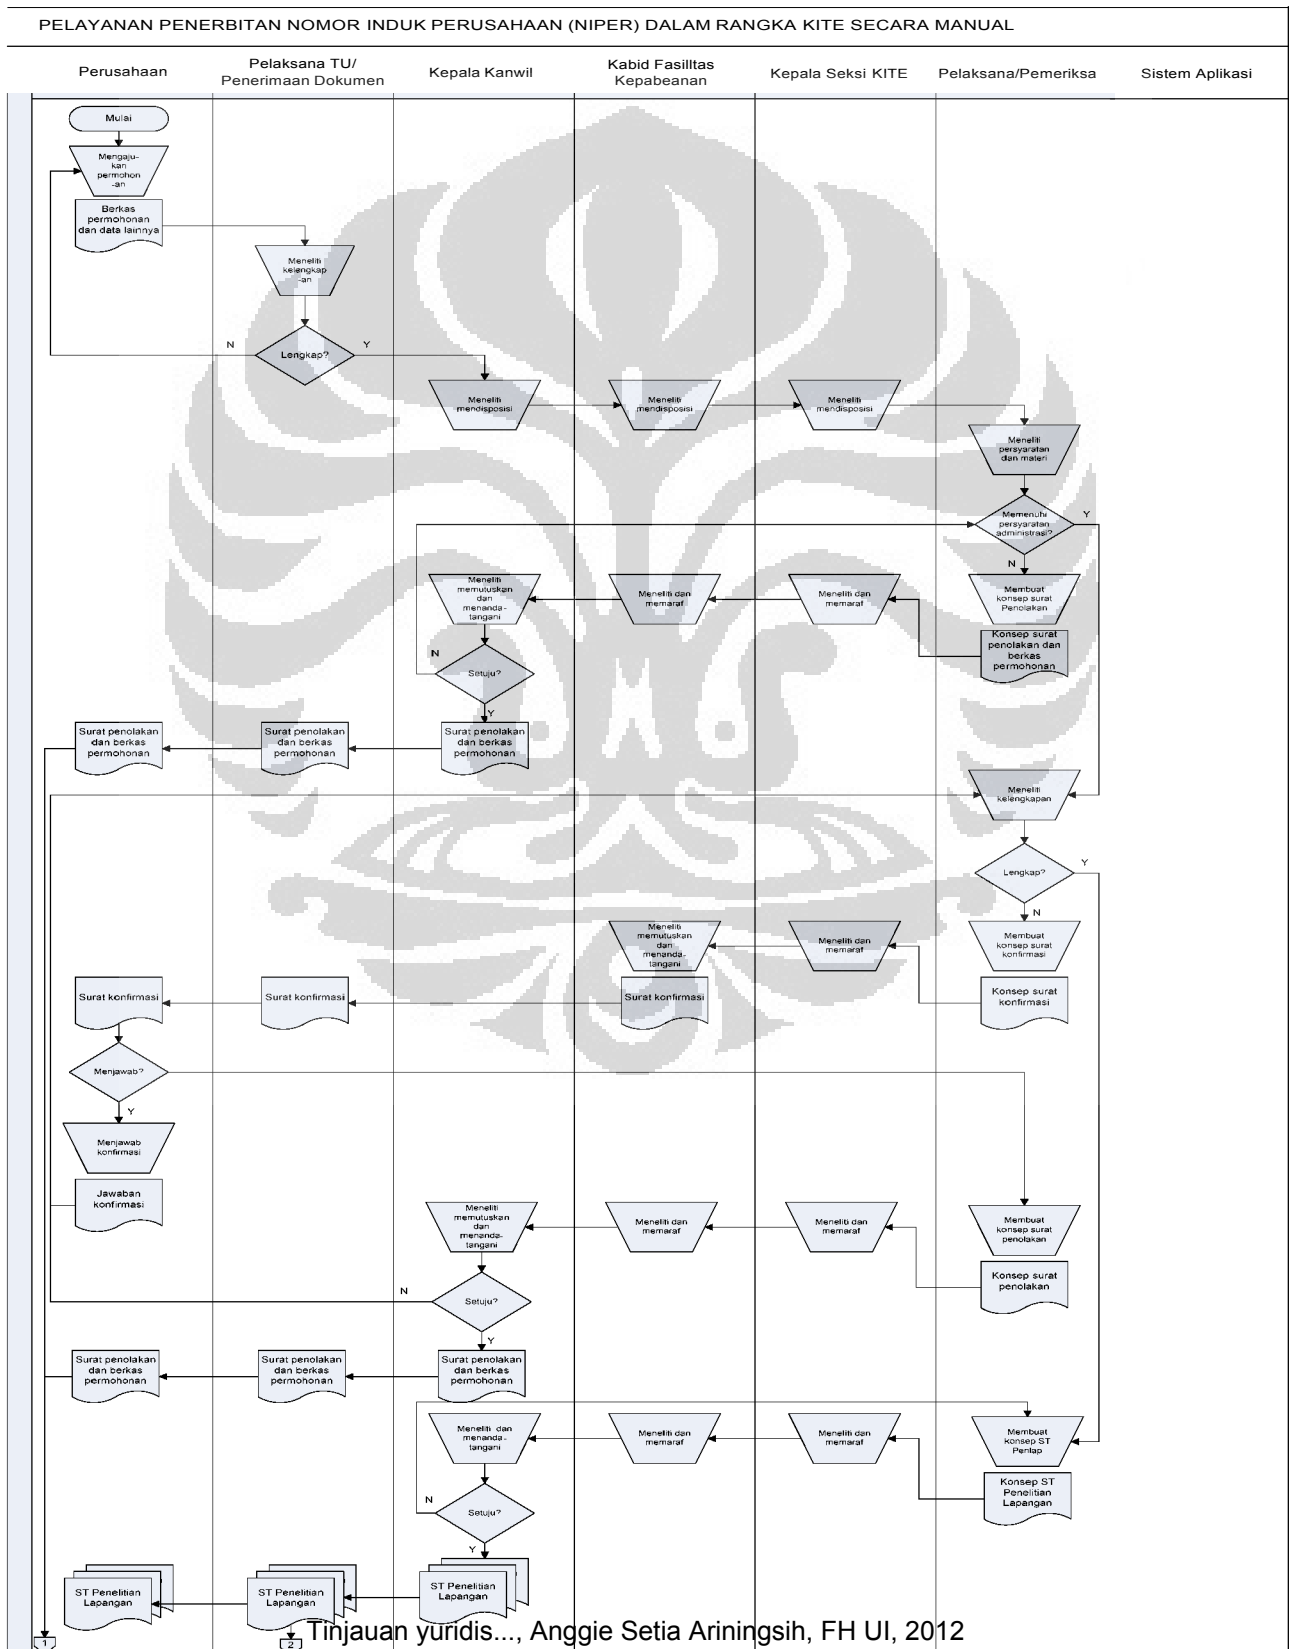 PELAYANAN PENERBITAN NOMOR INDUK PERUSAHAAN (NIPER) DALAM RANGKA KITE SECARA MANUAL
Perusahaan
Pelaksana TU/
Penerimaan Dokumen
Kepala Kanwil
Kabid Fasilltas
Kepabeanan
Kepala Seksi KITE
Pelaksana/Pemeriksa
Sistem Aplikasi
Mulai
Mengaju-
kan
permohon
-an
Berkas
permohonan
dan data lainnya
Meneliti
kelengkap
-an
N
Lengkap?
Y
Meneliti
mendisposisi
Meneliti
mendisposisi
Meneliti
mendisposisi
Meneliti
persyaratan
dan materi
Memenuhi
persyaratan
administrasi?
Y
N
Meneliti
memutuskan
dan
menanda-
tangani
Meneliti dan
memaraf
Meneliti dan
memaraf
Membuat
konsep surat
Penolakan
Konsep surat
penolakan dan
berkas
permohonan
N
Setuju?
Y
Surat penolakan
dan berkas
permohonan
Surat penolakan
dan berkas
permohonan
Surat penolakan
dan berkas
permohonan
Meneliti
kelengkapan
Lengkap?
Y
N
Meneliti
memutuskan
dan
menanda-
tangani
Meneliti dan
memaraf
Membuat
konsep surat
konfirmasi
Surat konfirmasi
Surat konfirmasi
Surat konfirmasi
Konsep surat
konfirmasi
Menjawab?
Y
Menjawab
konfirmasi
Jawaban
konfirmasi
Meneliti
memutuskan
dan
menanda-
tangani
Meneliti dan
memaraf
Meneliti dan
memaraf
Membuat
konsep surat
penolakan
Konsep surat
penolakan
N
Setuju?
Y
Surat penolakan
dan berkas
permohonan
Surat penolakan
dan berkas
permohonan
Surat penolakan
dan berkas
permohonan
Meneliti dan
menanda-
tangani
Meneliti dan
memaraf
Meneliti dan
memaraf
Membuat
konsep ST
Penlap
Konsep ST
Penelitian
Lapangan
N
Setuju?
Y
ST Penelitian
Lapangan
ST Penelitian
Lapangan
ST Penelitian
Lapangan
1
2
Tinjauan yuridis..., Anggie Setia Ariningsih, FH UI, 2012